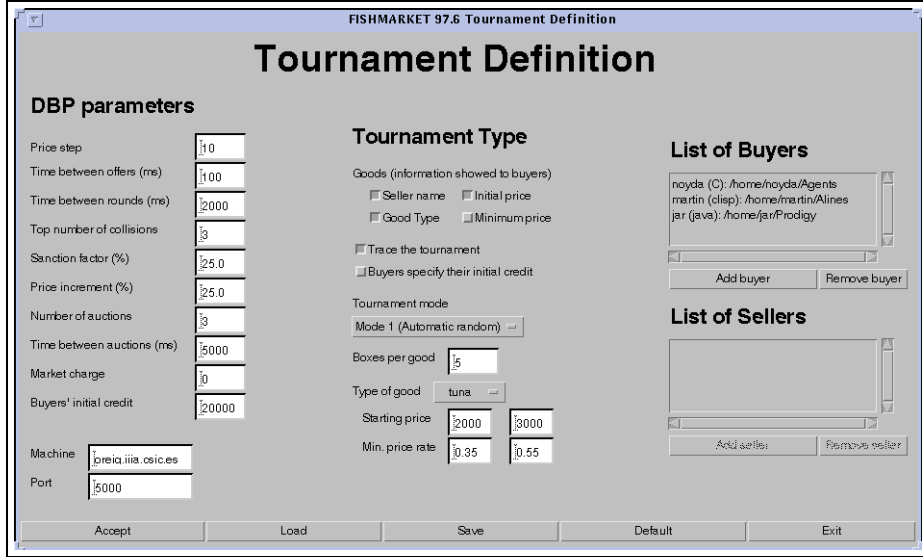 FISHMARKET 97.6 Tournament Definition
Tournament Definition
DBP parameters
Price step 10
Time between offers (ms) 100
Time between rounds (ms) 2000
Top number of collisions 3
Sanction factor (%) 25.0
Price increment (%) 25.0
Number of auctions 3
Time between auctions (ms) 5000
Market charge 0
Buyers' initial credit 20000
Machine oreiq.iiia.csic.es
Port 5000
Tournament Type
Goods (information showed to buyers)
Seller name Initial price
Good Type Minimum price
Trace the tournament
Buyers specify their initial credit
Tournament mode
Mode 1 (Automatic random)
Boxes per good 5
Type of good tuna
Starting price 2000 3000
Min. price rate 0.35 0.55
List of Buyers
noyda (C): /home/noyda/Agents
martin (clisp): /home/martin/Alines
jar (java): /home/jar/Prodigy
Add buyer Remove buyer
List of Sellers
Add seller Remove seller
Accept Load Save Default Exit